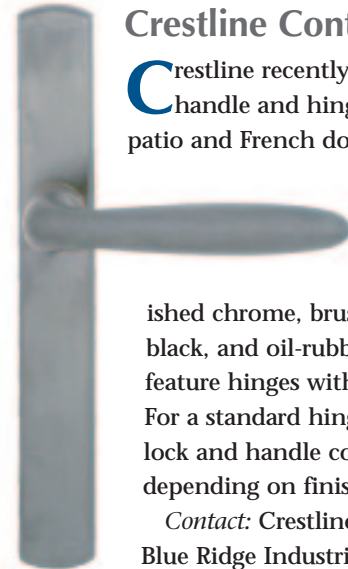 Crestline Cont
Crestline recently
handle and hing
patio and French do
ished chrome, brus
black, and oil-rubb
feature hinges with
For a standard hing
lock and handle co
depending on finis
Contact: Crestline
Blue Ridge Industri